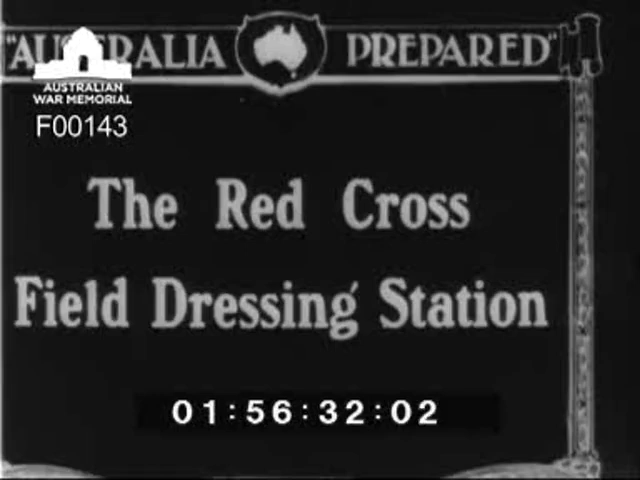 "AUSTRALIA PREPARED"
AUSTRALIAN
WAR MEMORIAL
F00143
The Red Cross
Field Dressing Station
01:56:32:02